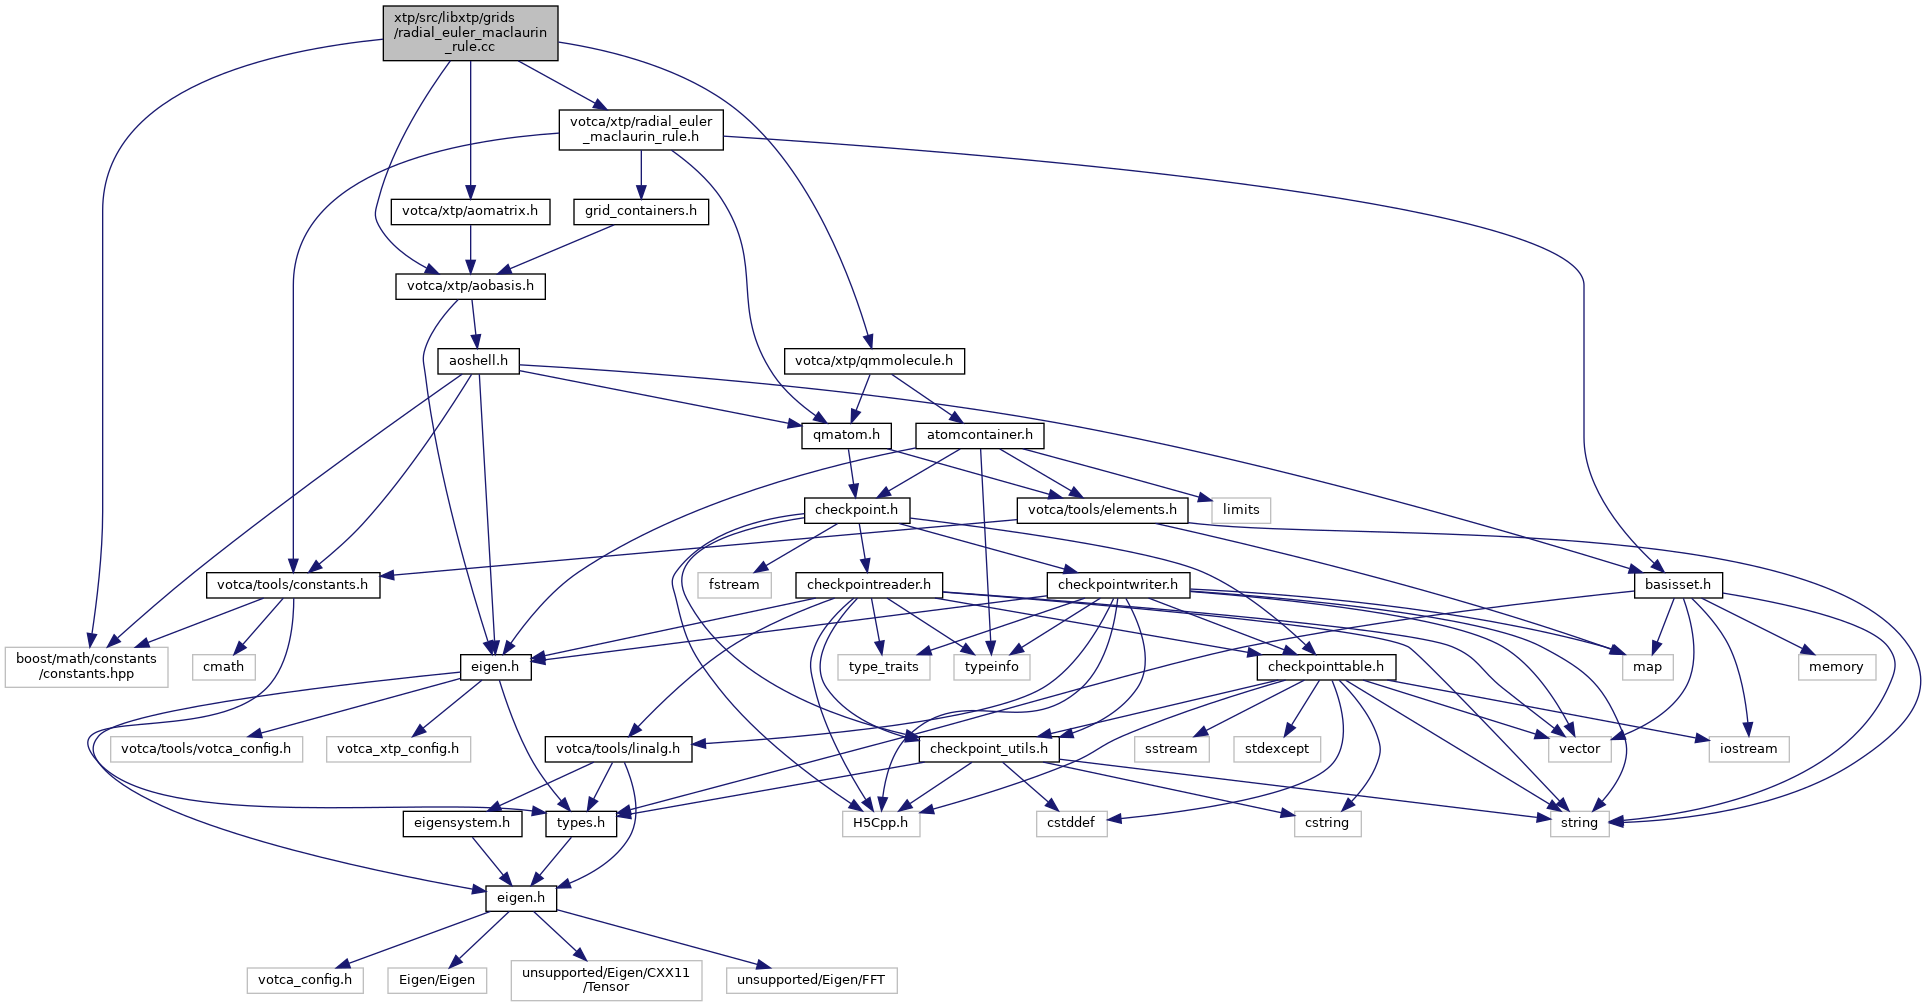 xtp/src/libxtp/grids
/radial_euler_maclaurin
_rule.cc
votca/xtp/radial_euler
_maclaurin_rule.h
votca/xtp/aomatrix.h
grid_containers.h
votca/xtp/aobasis.h
aoshell.h
votca/xtp/qmmolecule.h
qmatom.h
atomcontainer.h
checkpoint.h
votca/tools/elements.h
limits
votca/tools/constants.h
fstream
checkpointreader.h
checkpointwriter.h
basisset.h
boost/math/constants
/constants.hpp
cmath
eigen.h
type_traits
typeinfo
checkpointtable.h
map
memory
votca/tools/votca_config.h
votca_xtp_config.h
votca/tools/linalg.h
checkpoint_utils.h
sstream
stdexcept
vector
iostream
eigensystem.h
types.h
H5Cpp.h
cstddef
cstring
string
eigen.h
votca_config.h
Eigen/Eigen
unsupported/Eigen/CXX11
/Tensor
unsupported/Eigen/FFT